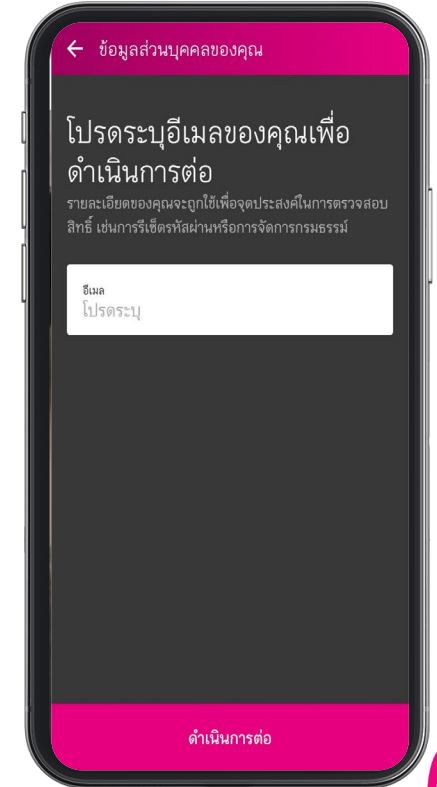 ข้อมูลส่วนบุคคลของคุณ
โปรดระบุอีเมลของคุณเพื่อ
ดำเนินการต่อ
รายละเอียดของคุณจะถูกใช้เพื่อจุดประสงค์ในการตรวจสอบ
สิทธิ์ เช่นการรีเซ็ตรหัสผ่านหรือการจัดการกรมธรรม์
อีเมล
โปรดระบุ
ดำเนินการต่อ